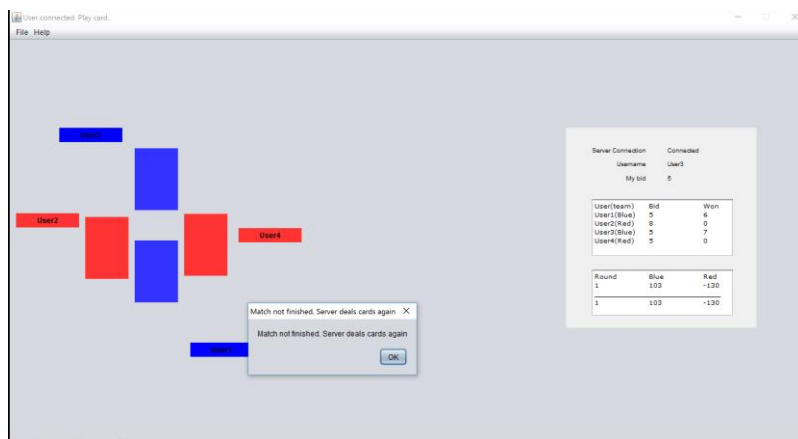 User connected. Play card..
File Help
Server Connection Connected
Username User3
My bid 5
User(team) Bid Won
User1(Blue) 5 6
User2(Red) 8 0
User3(Blue) 5 7
User4(Red) 5 0
User2
User4
Round Blue Red
1 103 -130
1 103 -130
Match not finished. Server deals cards again
Match not finished. Server deals cards again
OK